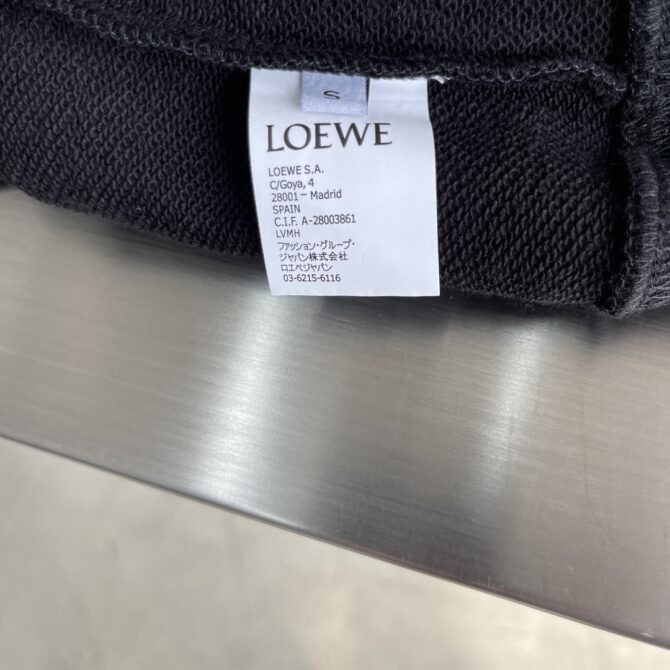 S
LOEWE
LOEWE S.A.
C/Goya, 4
28001 – Madrid
SPAIN
C.I.F. A-28003861
LVMH
ファッション・グループ・
ジャパン株式会社
ロエベジャパン
03-6215-6116